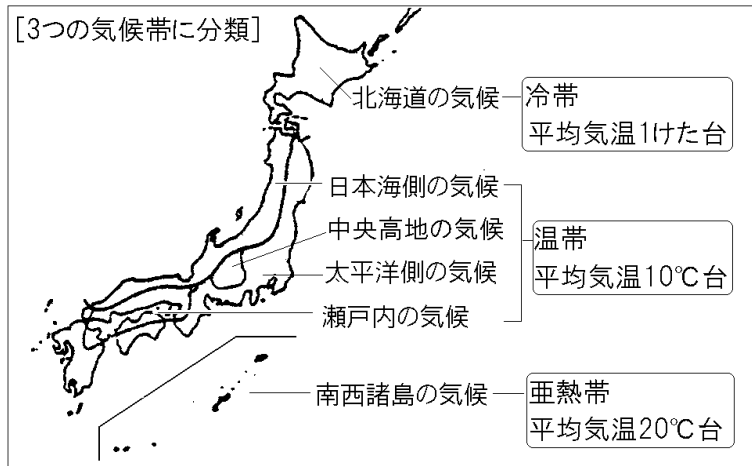 [3つの気候帯に分類]
北海道の気候
冷帯
平均気温1けた台
日本海側の気候
中央高地の気候
太平洋側の気候
瀬戸内の気候
温帯
平均気温10℃台
南西諸島の気候
亜熱帯
平均気温20℃台